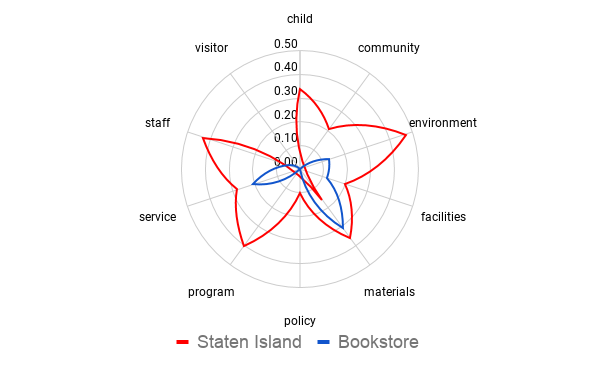 child
visitor
community
0.50
0.40
0.30
0.20
0.10
0.00
staff
environment
service
facilities
program
materials
policy
Staten Island
Bookstore